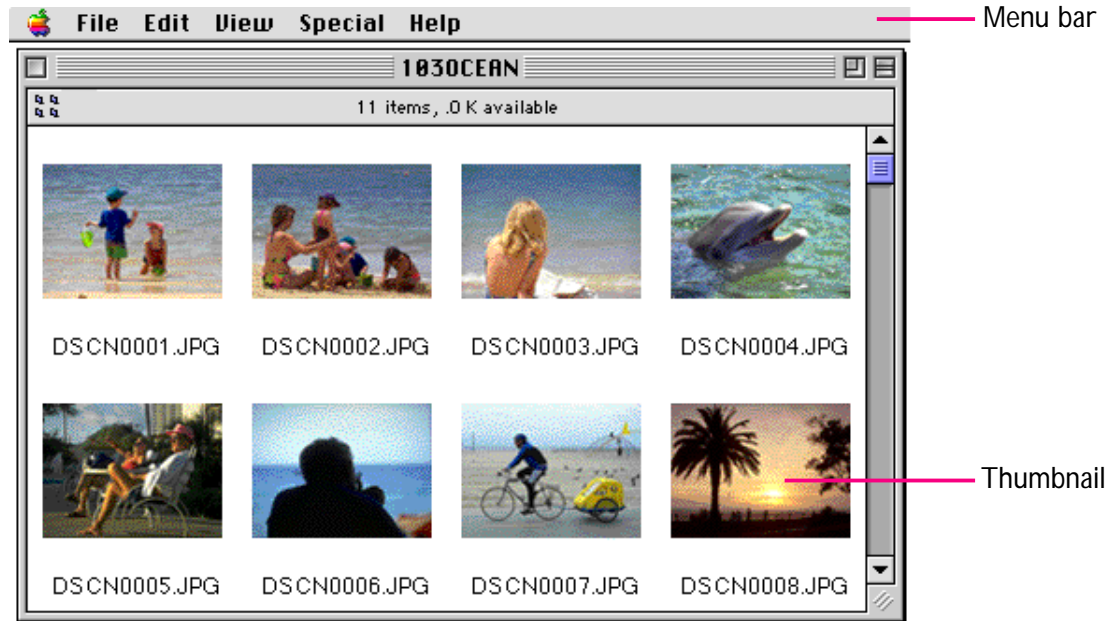 File Edit View Special Help
Menu bar
103OCEAN
11 items, .0 K available
DSCN0001.JPG DSCN0002.JPG DSCN0003.JPG DSCN0004.JPG
Thumbnail
DSCN0005.JPG DSCN0006.JPG DSCN0007.JPG DSCN0008.JPG